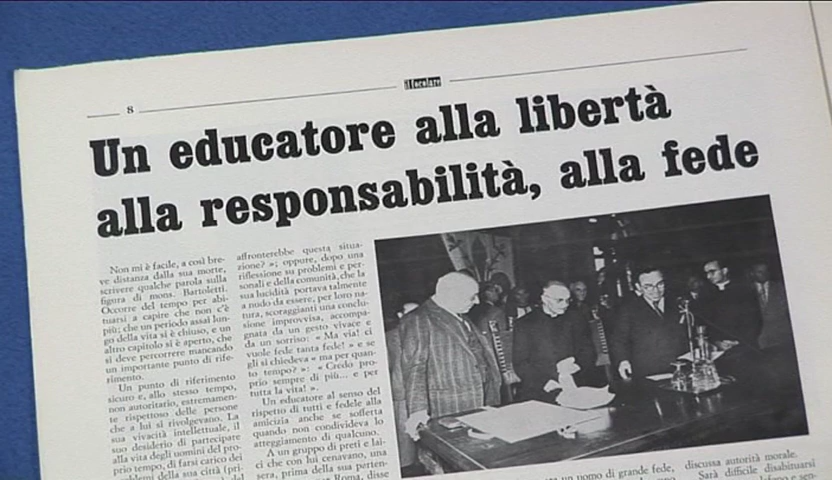 8
il focolare
Un educatore alla libertà
alla responsabilità, alla fede
Non mi è facile, a così bre-
ve distanza dalla sua morte,
scrivere qualche parola sulla
figura di mons. Bartoletti.
Occorre del tempo per abi-
tuarsi a capire che non c'è
più; che un periodo assai lun-
go della vita si è chiuso, e un
altro capitolo si è aperto, che
si deve percorrere mancando
un importante punto di rife-
rimento.
Un punto di riferimento
sicuro e, allo stesso tempo,
non autoritario, estremamen-
te rispettoso delle persone
che a lui si rivolgevano. La
sua vivacità intellettuale, il
suo desiderio di partecipare
alla vita degli uomini del pro-
prio tempo, di farsi carico dei
problemi della sua città (pri
affronterebbe questa situa-
zione? »; oppure, dopo una
riflessione su problemi e per-
sonali e della comunità, che la
sua lucidità portava talmente
a nudo da essere, per loro na-
tura, scoraggianti una conclu-
sione improvvisa, accompa-
gnata da un gesto vivace e
da un sorriso: « Ma via! ci
vuole fede tanta fede! » e se
gli si chiedeva « ma per quan-
to tempo? »: « Credo pro-
prio sempre di più... e per
tutta la vita! ».
Un educatore al senso del
rispetto di tutti e fedele alla
amicizia anche se sofferta
quando non condivideva lo
atteggiamento di qualcuno.
A un gruppo di preti e lai-
ci che con lui cenavano, una
sera, prima della sua parten-
Roma, disse
un uomo di grande fede,
discussa autorità morale.
Sarà difficile disabituarsi